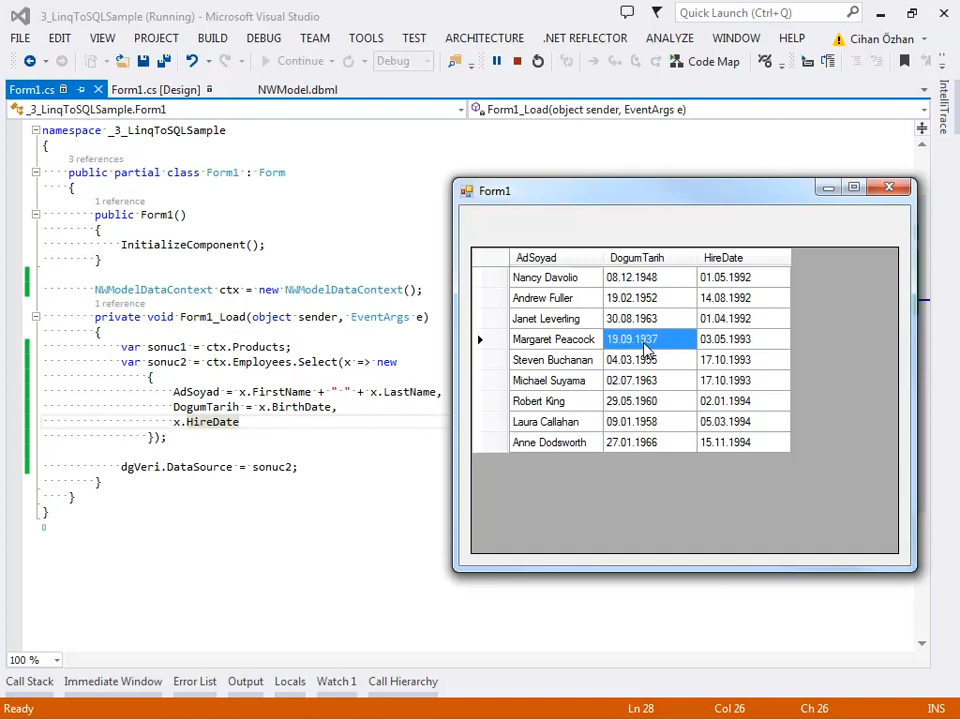 3_LinqToSQLSample (Running) - Microsoft Visual Studio
Quick Launch (Ctrl+Q)
FILE EDIT VIEW PROJECT BUILD DEBUG TEAM TOOLS TEST ARCHITECTURE .NET REFLECTOR ANALYZE WINDOW HELP Cihan Özhan
Continue Debug Code Map
Form1.cs Form1.cs [Design] NWModel.dbml
_3_LinqToSQLSample.Form1 Form1_Load(object sender, EventArgs e)
IntelliTrace
namespace _3_LinqToSQLSample
{
3 references
public partial class Form1 : Form
{
1 reference
public Form1()
{
InitializeComponent();
}
NWModelDataContext ctx = new NWModelDataContext();
1 reference
private void Form1_Load(object sender, EventArgs e)
{
var sonuc1 = ctx.Products;
var sonuc2 = ctx.Employees.Select(x => new
{
AdSoyad = x.FirstName + " " + x.LastName,
DogumTarih = x.BirthDate,
x.HireDate
});
dgVeri.DataSource = sonuc2;
}
}
}
Form1
AdSoyad DogumTarih HireDate
Nancy Davolio 08.12.1948 01.05.1992
Andrew Fuller 19.02.1952 14.08.1992
Janet Leverling 30.08.1963 01.04.1992
Margaret Peacock 19.09.1937 03.05.1993
Steven Buchanan 04.03.1955 17.10.1993
Michael Suyama 02.07.1963 17.10.1993
Robert King 29.05.1960 02.01.1994
Laura Callahan 09.01.1958 05.03.1994
Anne Dodsworth 27.01.1966 15.11.1994
100 %
Call Stack Immediate Window Error List Output Locals Watch 1 Call Hierarchy
Ready Ln 28 Col 26 Ch 26 INS